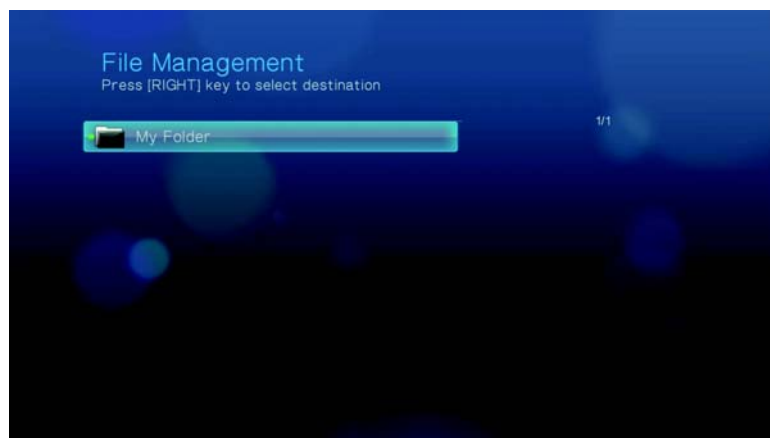 File Management
Press [RIGHT] key to select destination
1/1
My Folder